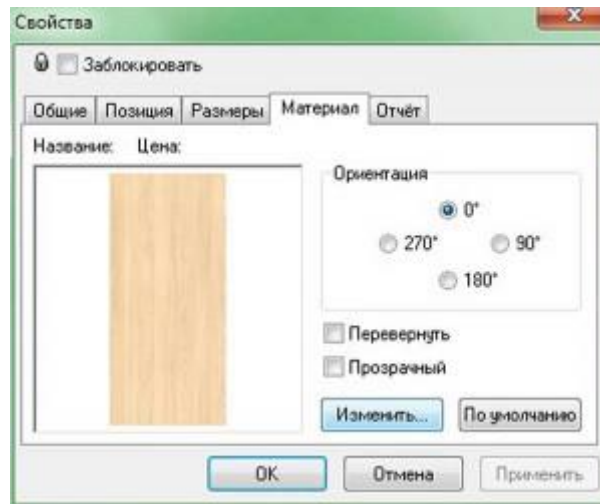 Свойства
Заблокировать
Общие Позиция Размеры Материал Отчёт
Название: Цена:
Ориентация
0°
270° 90°
180°
Перевернуть
Прозрачный
Изменить... По умолчанию
OK Отмена Применить